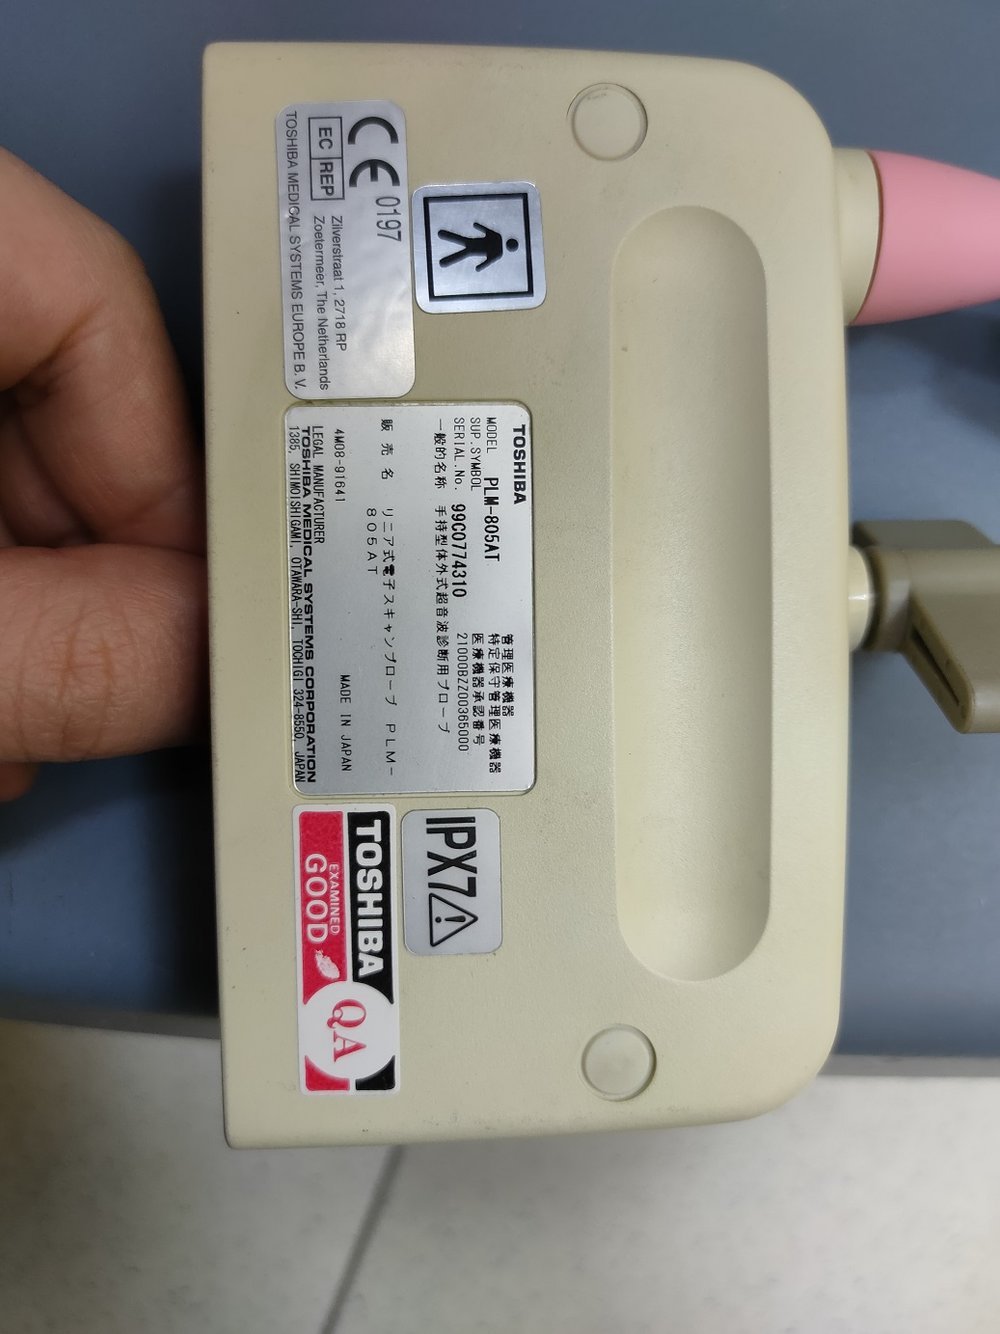 CE 0197
EC REP
Zilverstraat 1, 2718 RP
Zoetermeer, The Netherlands
TOSHIBA MEDICAL SYSTEMS EUROPE B.V.
TOSHIBA
MODEL PLM-805AT
SUP.SYMBOL
SERIAL.No. 99C0774310
管理医療機器
特定保守管理医療機器
医療機器承認番号
21000BZZ00365000
一般的名称 手持型体外式超音波診断用プローブ
販売名 リニア式電子スキャンプローブ PLM-
805AT
4M08-91641 MADE IN JAPAN
LEGAL MANUFACTURER
TOSHIBA MEDICAL SYSTEMS CORPORATION
1385, SHIMOISHIGAMI, OTAWARA-SHI, TOCHIGI 324-8550, JAPAN
IPX7
TOSHIBA
EXAMINED
GOOD
QA